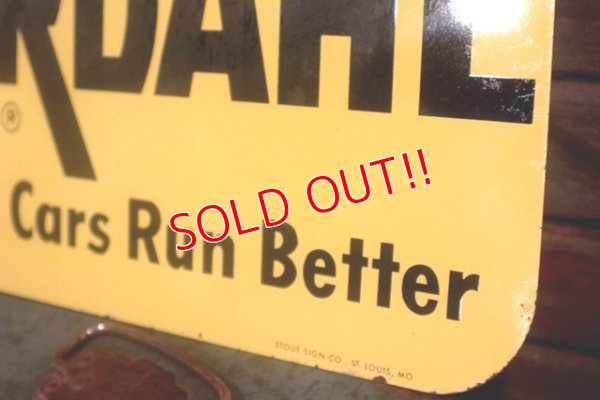 RDAHL
®
SOLD OUT!!
Cars Run Better
STOUT SIGN CO., ST. LOUIS, MO.